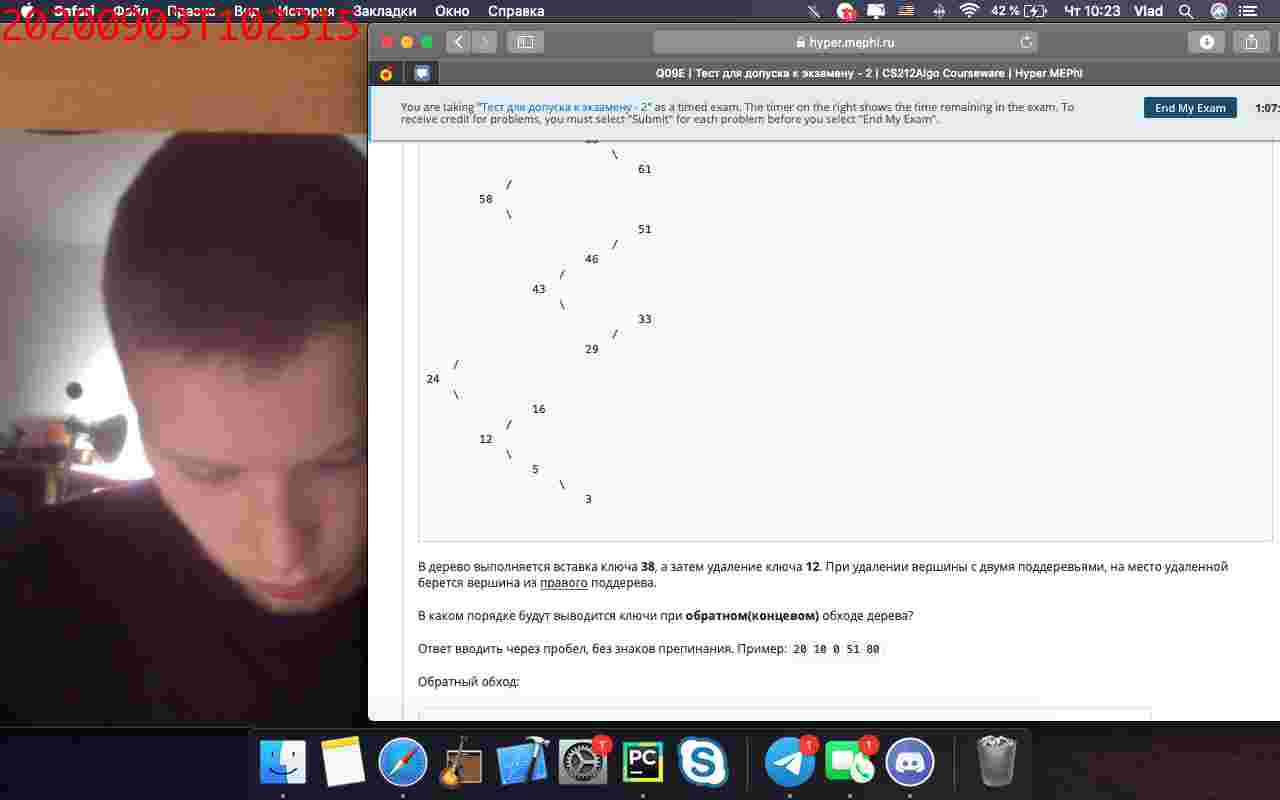 20200903T102315
Safari Файл Правка Вид История Закладки Окно Справка
42 % Чт 10:23 Vlad
hyper.mephi.ru
Q09E | Тест для допуска к экзамену - 2 | CS212Algo Courseware | Hyper.MEPhI
You are taking "Тест для допуска к экзамену - 2" as a timed exam. The timer on the right shows the time remaining in the exam. To
receive credit for problems, you must select "Submit" for each problem before you select "End My Exam".
End My Exam
1:07:
\
61
/
58
\
51
/
46
/
43
\
33
/
29
/
24
\
16
/
12
\
5
\
3
В дерево выполняется вставка ключа 38, а затем удаление ключа 12. При удалении вершины с двумя поддеревьями, на место удаленной
берется вершина из правого поддерева.
В каком порядке будут выводится ключи при обратном(концевом) обходе дерева?
Ответ вводить через пробел, без знаков препинания. Пример: 20 10 0 51 80
Обратный обход:
PC
1
1
1